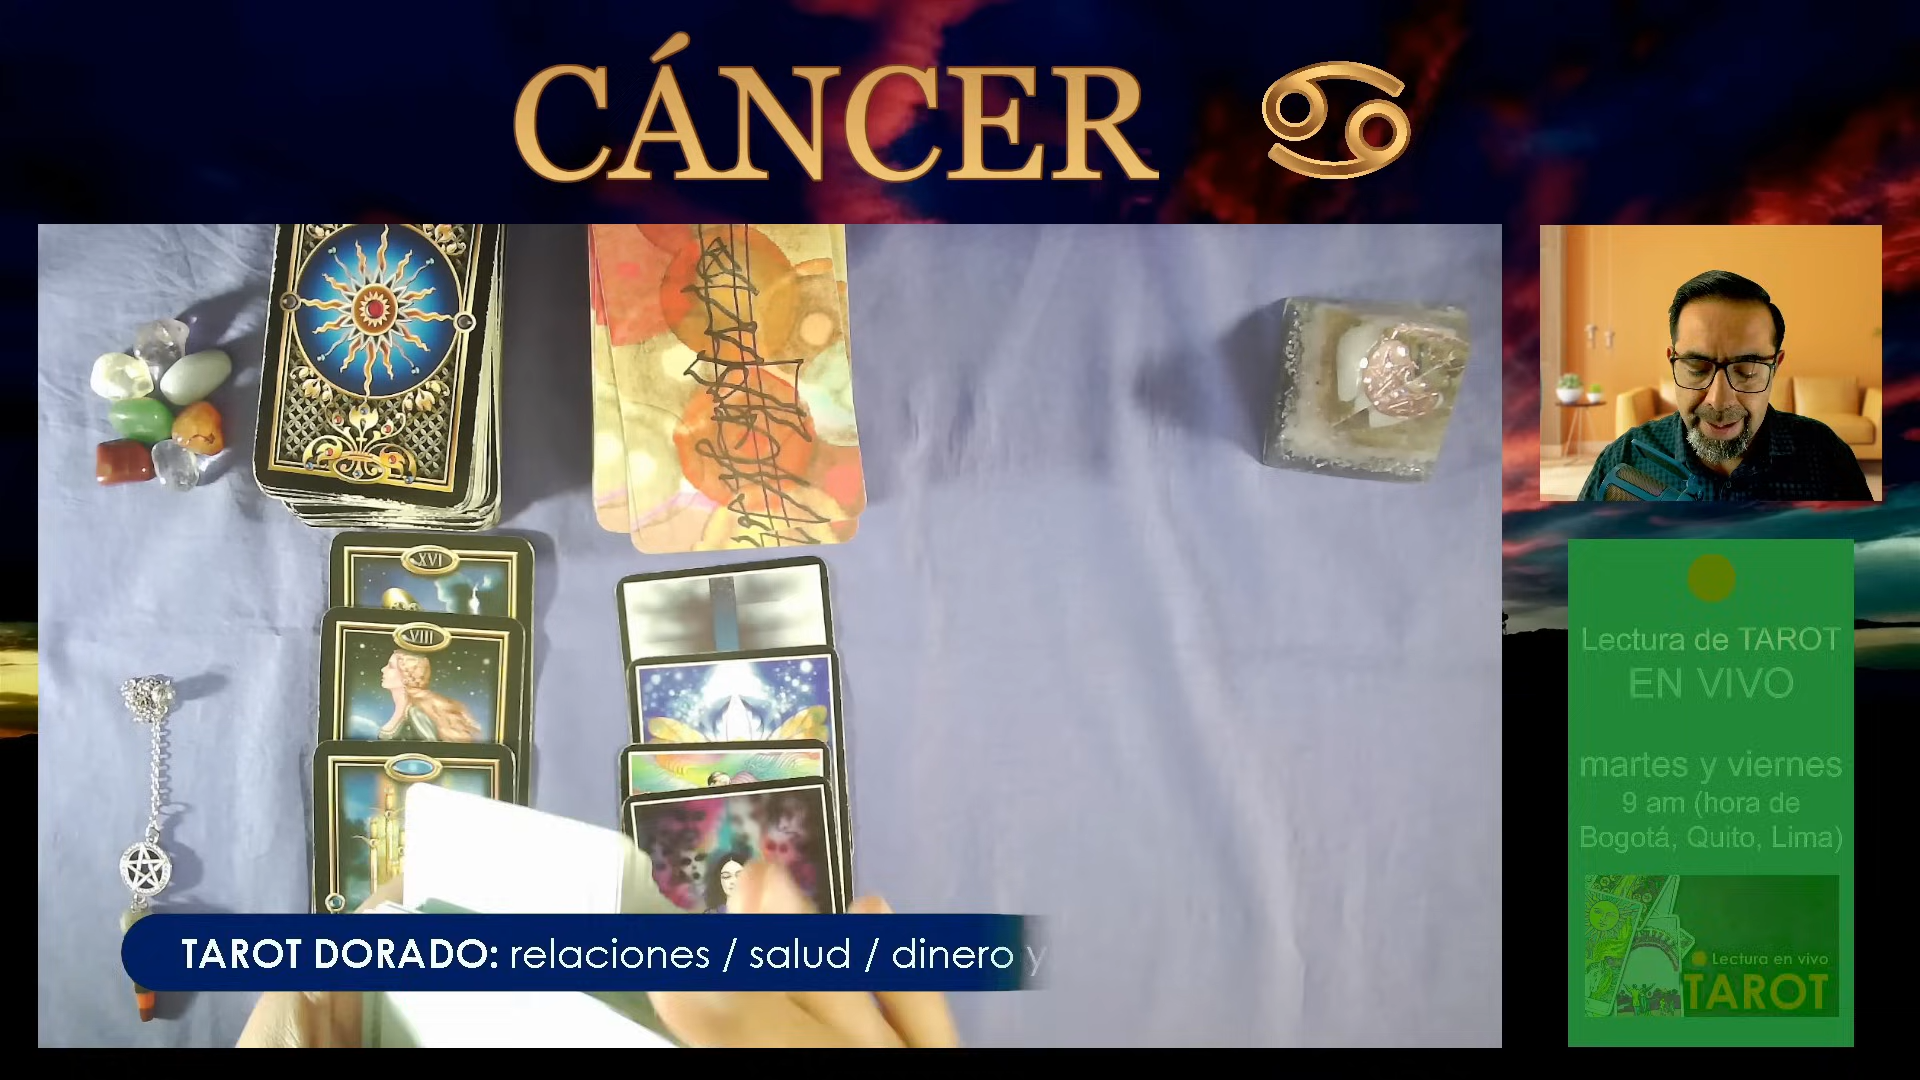 CÁNCER
XVI
VIII
TAROT DORADO: relaciones / salud / dinero y
Lectura de TAROT
EN VIVO
martes y viernes
9 am (hora de
Bogotá, Quito, Lima)
Lectura en vivo
TAROT